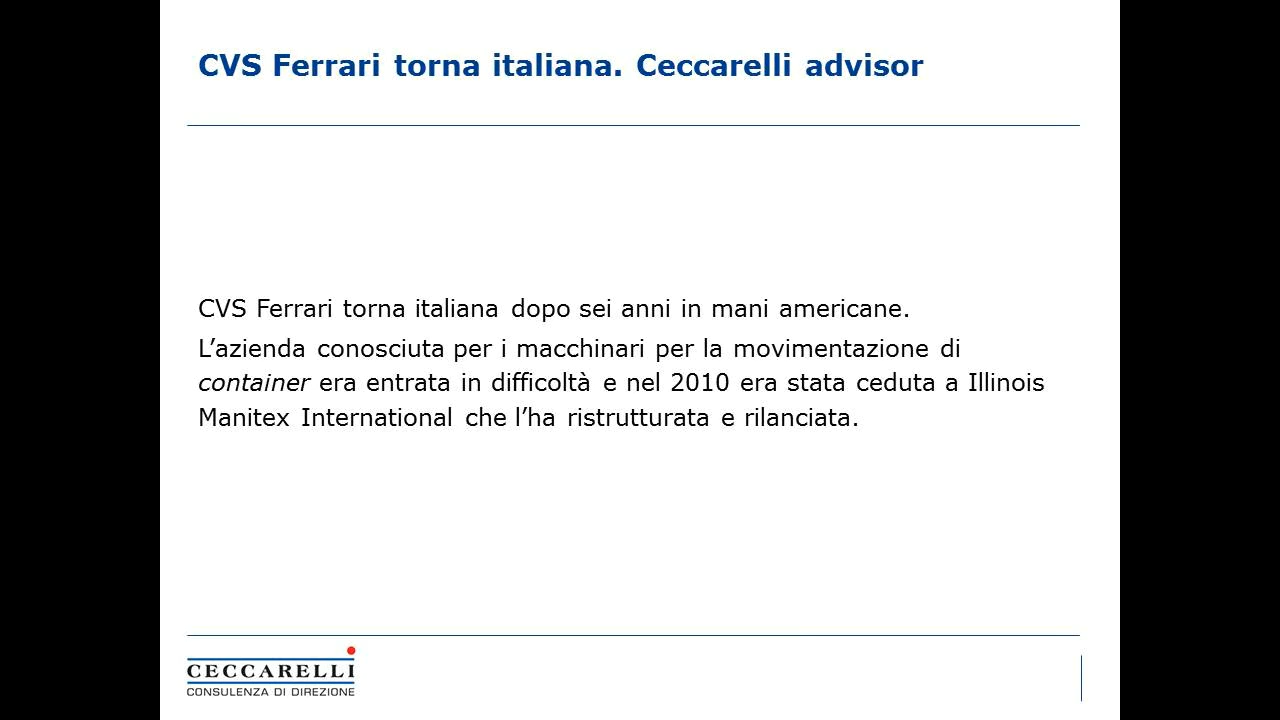 CVS Ferrari torna italiana. Ceccarelli advisor
CVS Ferrari torna italiana dopo sei anni in mani americane.
L’azienda conosciuta per i macchinari per la movimentazione di
container era entrata in difficoltà e nel 2010 era stata ceduta a Illinois
Manitex International che l’ha ristrutturata e rilanciata.
CECCARELLI
CONSULENZA DI DIREZIONE